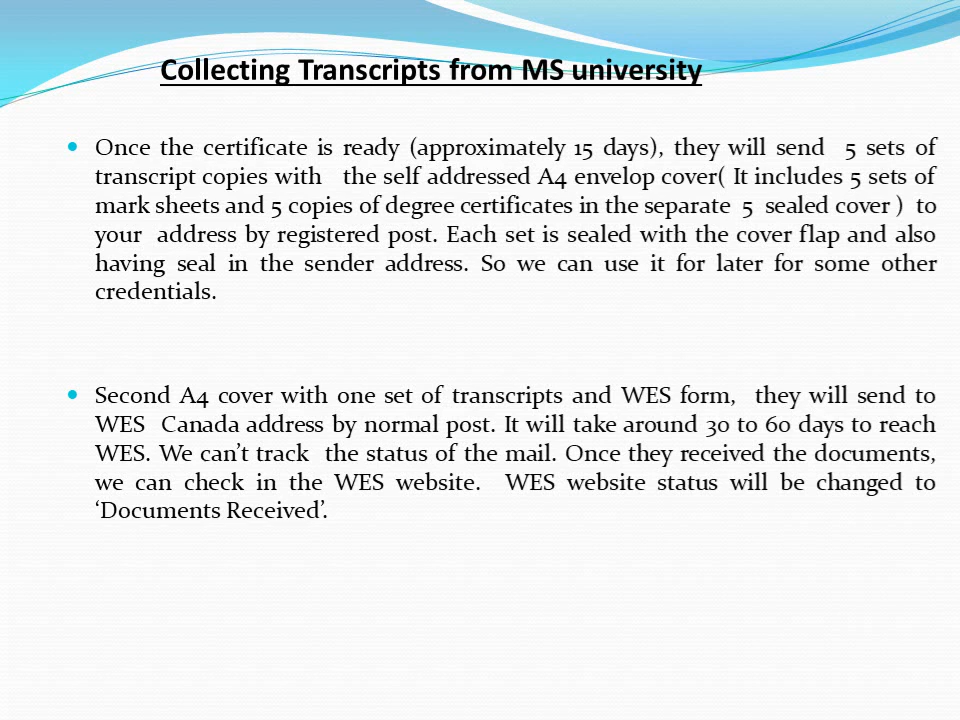 Collecting Transcripts from MS university
Once the certificate is ready (approximately 15 days), they will send 5 sets of
transcript copies with the self addressed A4 envelop cover( It includes 5 sets of
mark sheets and 5 copies of degree certificates in the separate 5 sealed cover ) to
your address by registered post. Each set is sealed with the cover flap and also
having seal in the sender address. So we can use it for later for some other
credentials.
Second A4 cover with one set of transcripts and WES form, they will send to
WES Canada address by normal post. It will take around 30 to 60 days to reach
WES. We can’t track the status of the mail. Once they received the documents,
we can check in the WES website. WES website status will be changed to
‘Documents Received’.